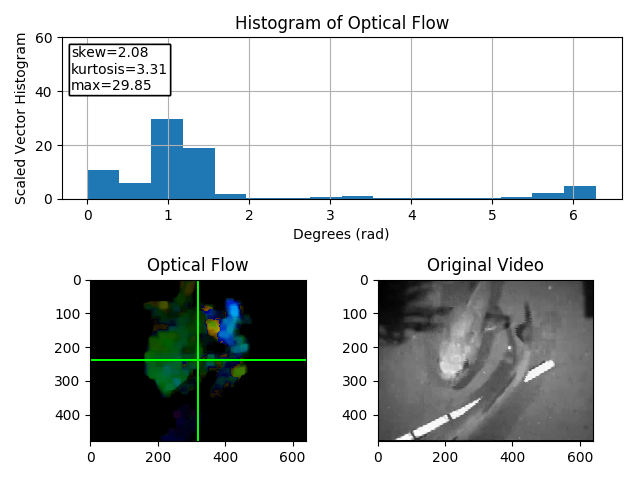 Histogram of Optical Flow
skew=2.08
kurtosis=3.31
max=29.85
Scaled Vector Histogram
60
40
20
0
0 1 2 3 4 5 6
Degrees (rad)
Optical Flow
0
100
200
300
400
0 200 400 600
Original Video
0
100
200
300
400
0 200 400 600